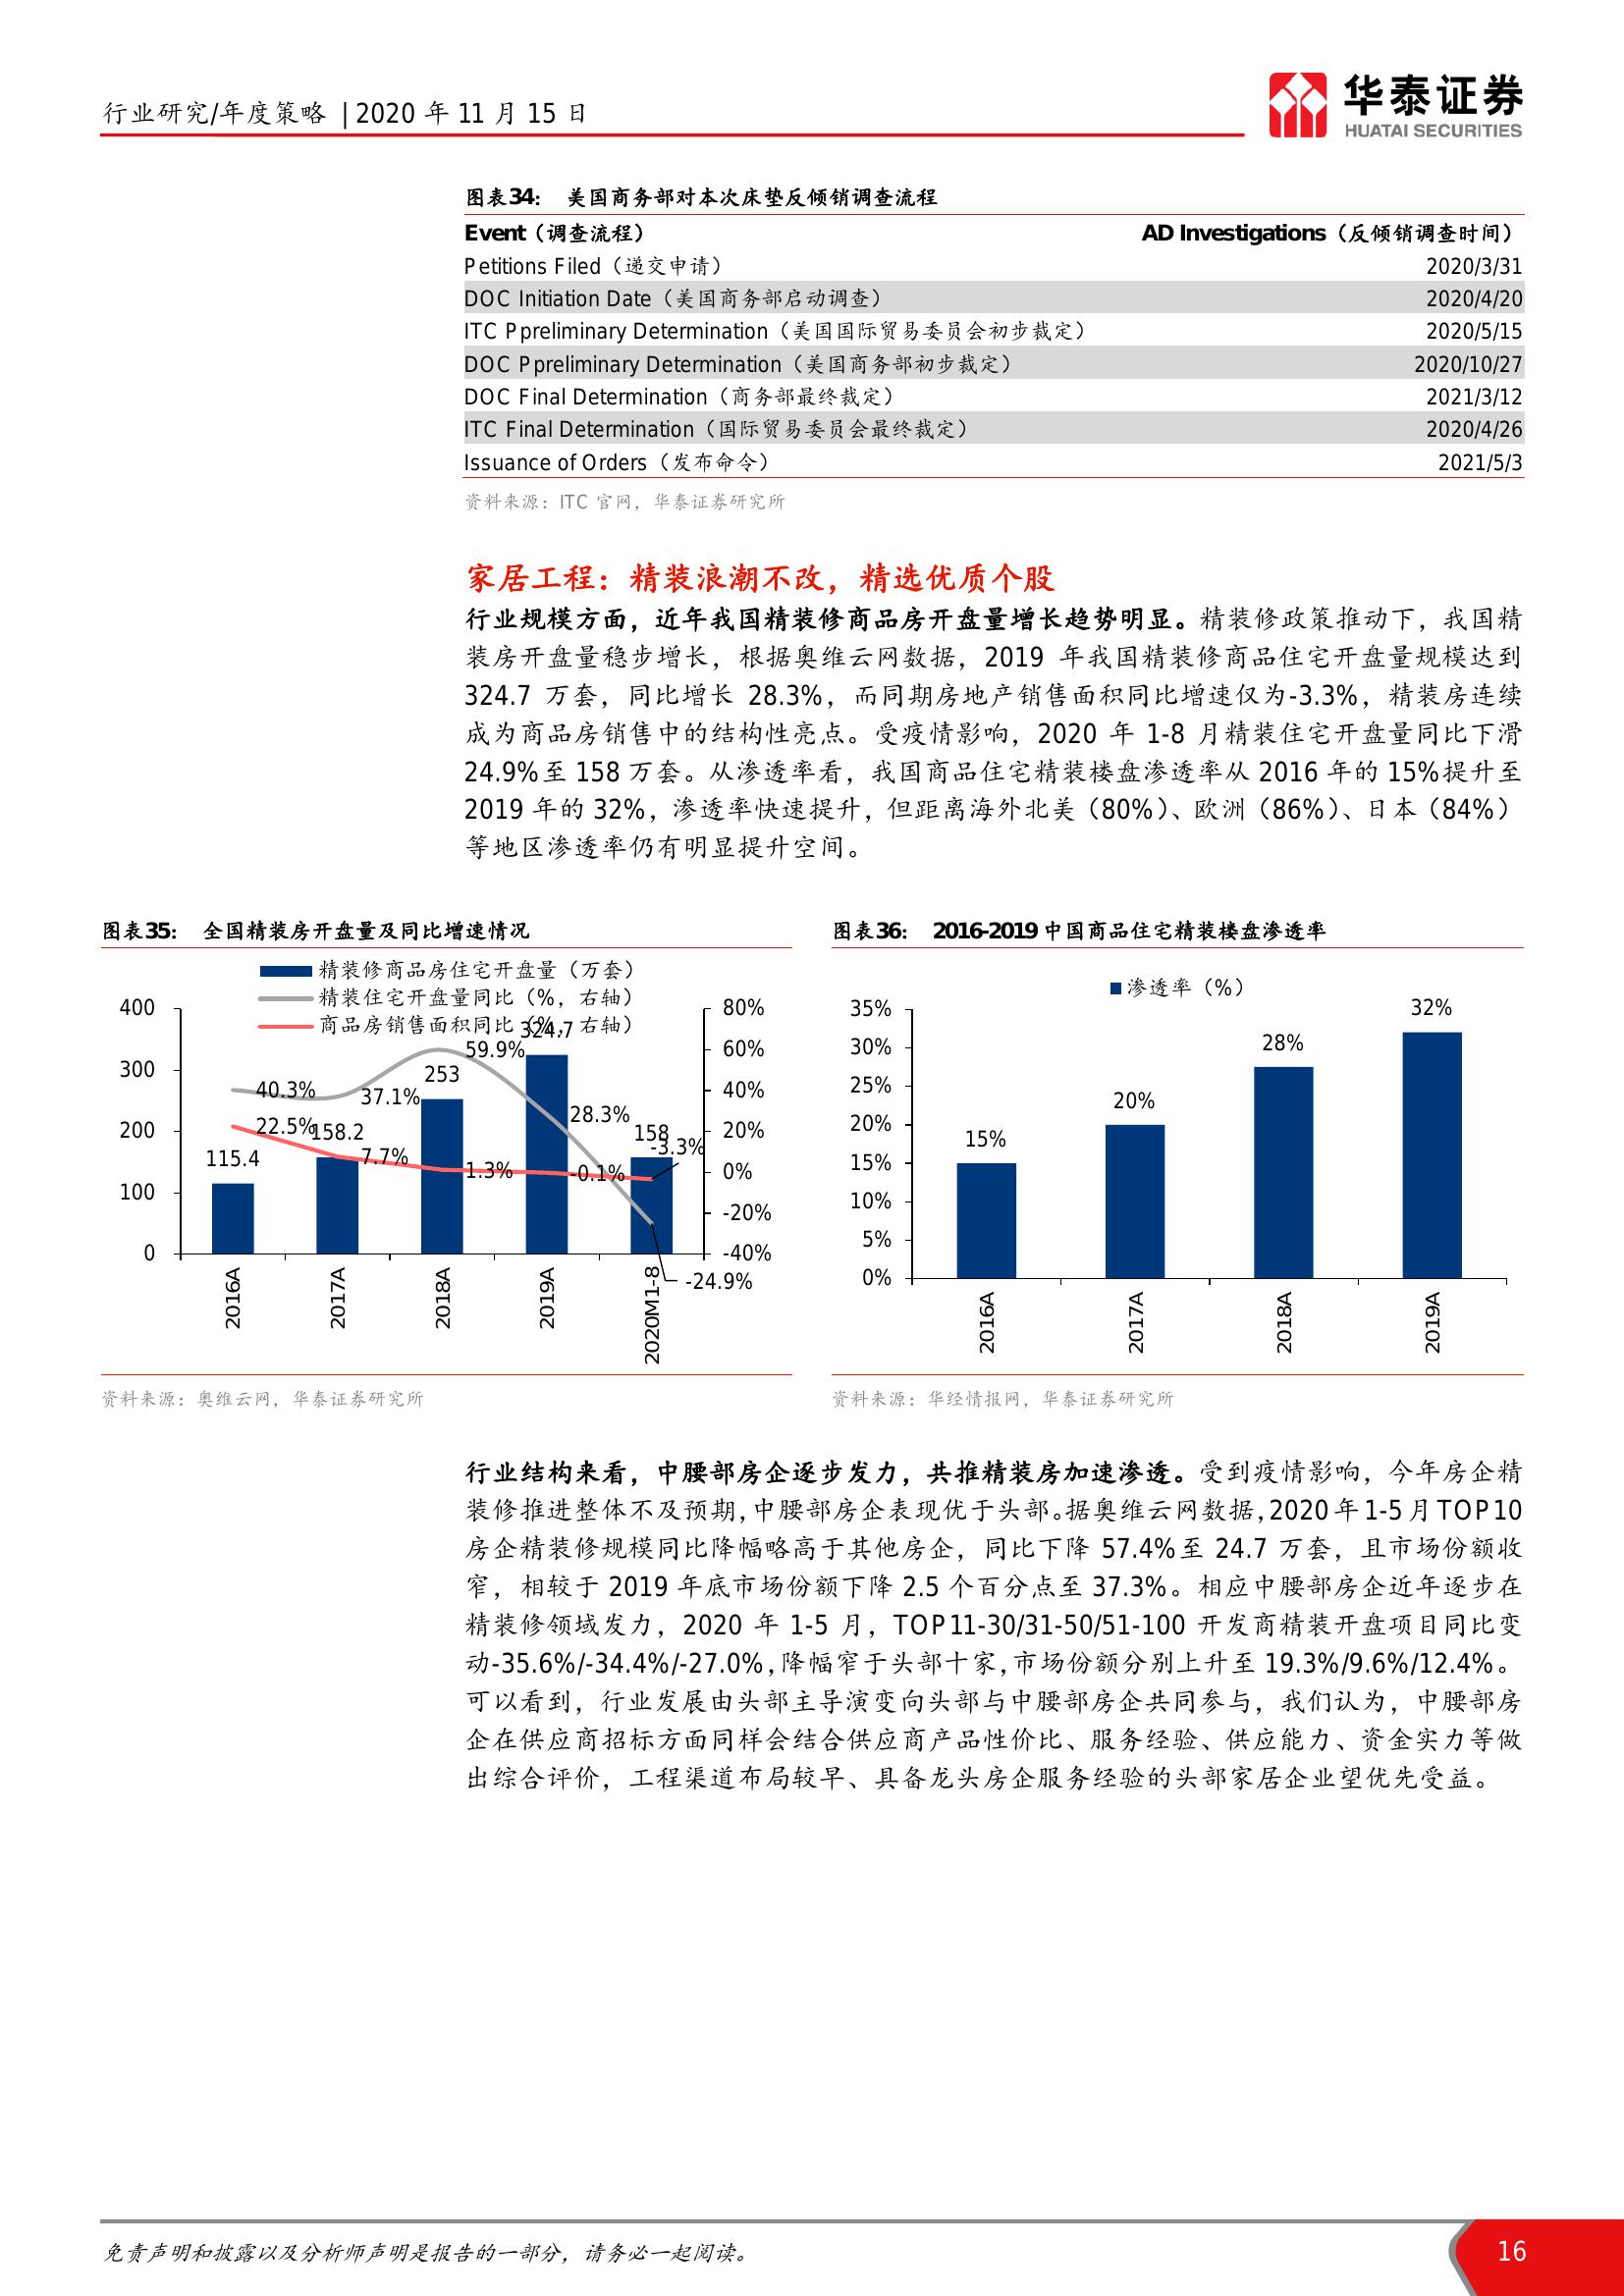 行业研究/年度策略 | 2020 年 11 月 15 日
华泰证券
HUATAI SECURITIES
图表34： 美国商务部对本次床垫反倾销调查流程
Event（调查流程） AD Investigations（反倾销调查时间）
Petitions Filed（递交申请） 2020/3/31
DOC Initiation Date（美国商务部启动调查） 2020/4/20
ITC Ppreliminary Determination（美国国际贸易委员会初步裁定） 2020/5/15
DOC Ppreliminary Determination（美国商务部初步裁定） 2020/10/27
DOC Final Determination（商务部最终裁定） 2021/3/12
ITC Final Determination（国际贸易委员会最终裁定） 2020/4/26
Issuance of Orders（发布命令） 2021/5/3
资料来源：ITC 官网，华泰证券研究所
家居工程：精装浪潮不改，精选优质个股
行业规模方面，近年我国精装修商品房开盘量增长趋势明显。精装修政策推动下，我国精
装房开盘量稳步增长，根据奥维云网数据，2019 年我国精装修商品住宅开盘量规模达到
324.7 万套，同比增长 28.3%，而同期房地产销售面积同比增速仅为-3.3%，精装房连续
成为商品房销售中的结构性亮点。受疫情影响，2020 年 1-8 月精装住宅开盘量同比下滑
24.9%至 158 万套。从渗透率看，我国商品住宅精装楼盘渗透率从 2016 年的 15%提升至
2019 年的 32%，渗透率快速提升，但距离海外北美（80%）、欧洲（86%）、日本（84%）
等地区渗透率仍有明显提升空间。
图表35： 全国精装房开盘量及同比增速情况
精装修商品房住宅开盘量（万套）
精装住宅开盘量同比（%，右轴）
商品房销售面积同比（%，右轴）
400
300
200
100
0
80%
60%
40%
20%
0%
-20%
-40%
115.4
158.2
253
324.7
158
40.3%
37.1%
59.9%
28.3%
-24.9%
22.5%
7.7%
1.3%
-0.1%
-3.3%
2016A
2017A
2018A
2019A
2020M1-8
资料来源：奥维云网，华泰证券研究所
图表36： 2016-2019 中国商品住宅精装楼盘渗透率
渗透率（%）
35%
30%
25%
20%
15%
10%
5%
0%
15%
20%
28%
32%
2016A
2017A
2018A
2019A
资料来源：华经情报网，华泰证券研究所
行业结构来看，中腰部房企逐步发力，共推精装房加速渗透。受到疫情影响，今年房企精
装修推进整体不及预期，中腰部房企表现优于头部。据奥维云网数据，2020 年 1-5 月 TOP10
房企精装修规模同比降幅略高于其他房企，同比下降 57.4%至 24.7 万套，且市场份额收
窄，相较于 2019 年底市场份额下降 2.5 个百分点至 37.3%。相应中腰部房企近年逐步在
精装修领域发力，2020 年 1-5 月，TOP11-30/31-50/51-100 开发商精装开盘项目同比变
动-35.6%/-34.4%/-27.0%，降幅窄于头部十家，市场份额分别上升至 19.3%/9.6%/12.4%。
可以看到，行业发展由头部主导演变向头部与中腰部房企共同参与，我们认为，中腰部房
企在供应商招标方面同样会结合供应商产品性价比、服务经验、供应能力、资金实力等做
出综合评价，工程渠道布局较早、具备龙头房企服务经验的头部家居企业望优先受益。
免责声明和披露以及分析师声明是报告的一部分，请务必一起阅读。
16